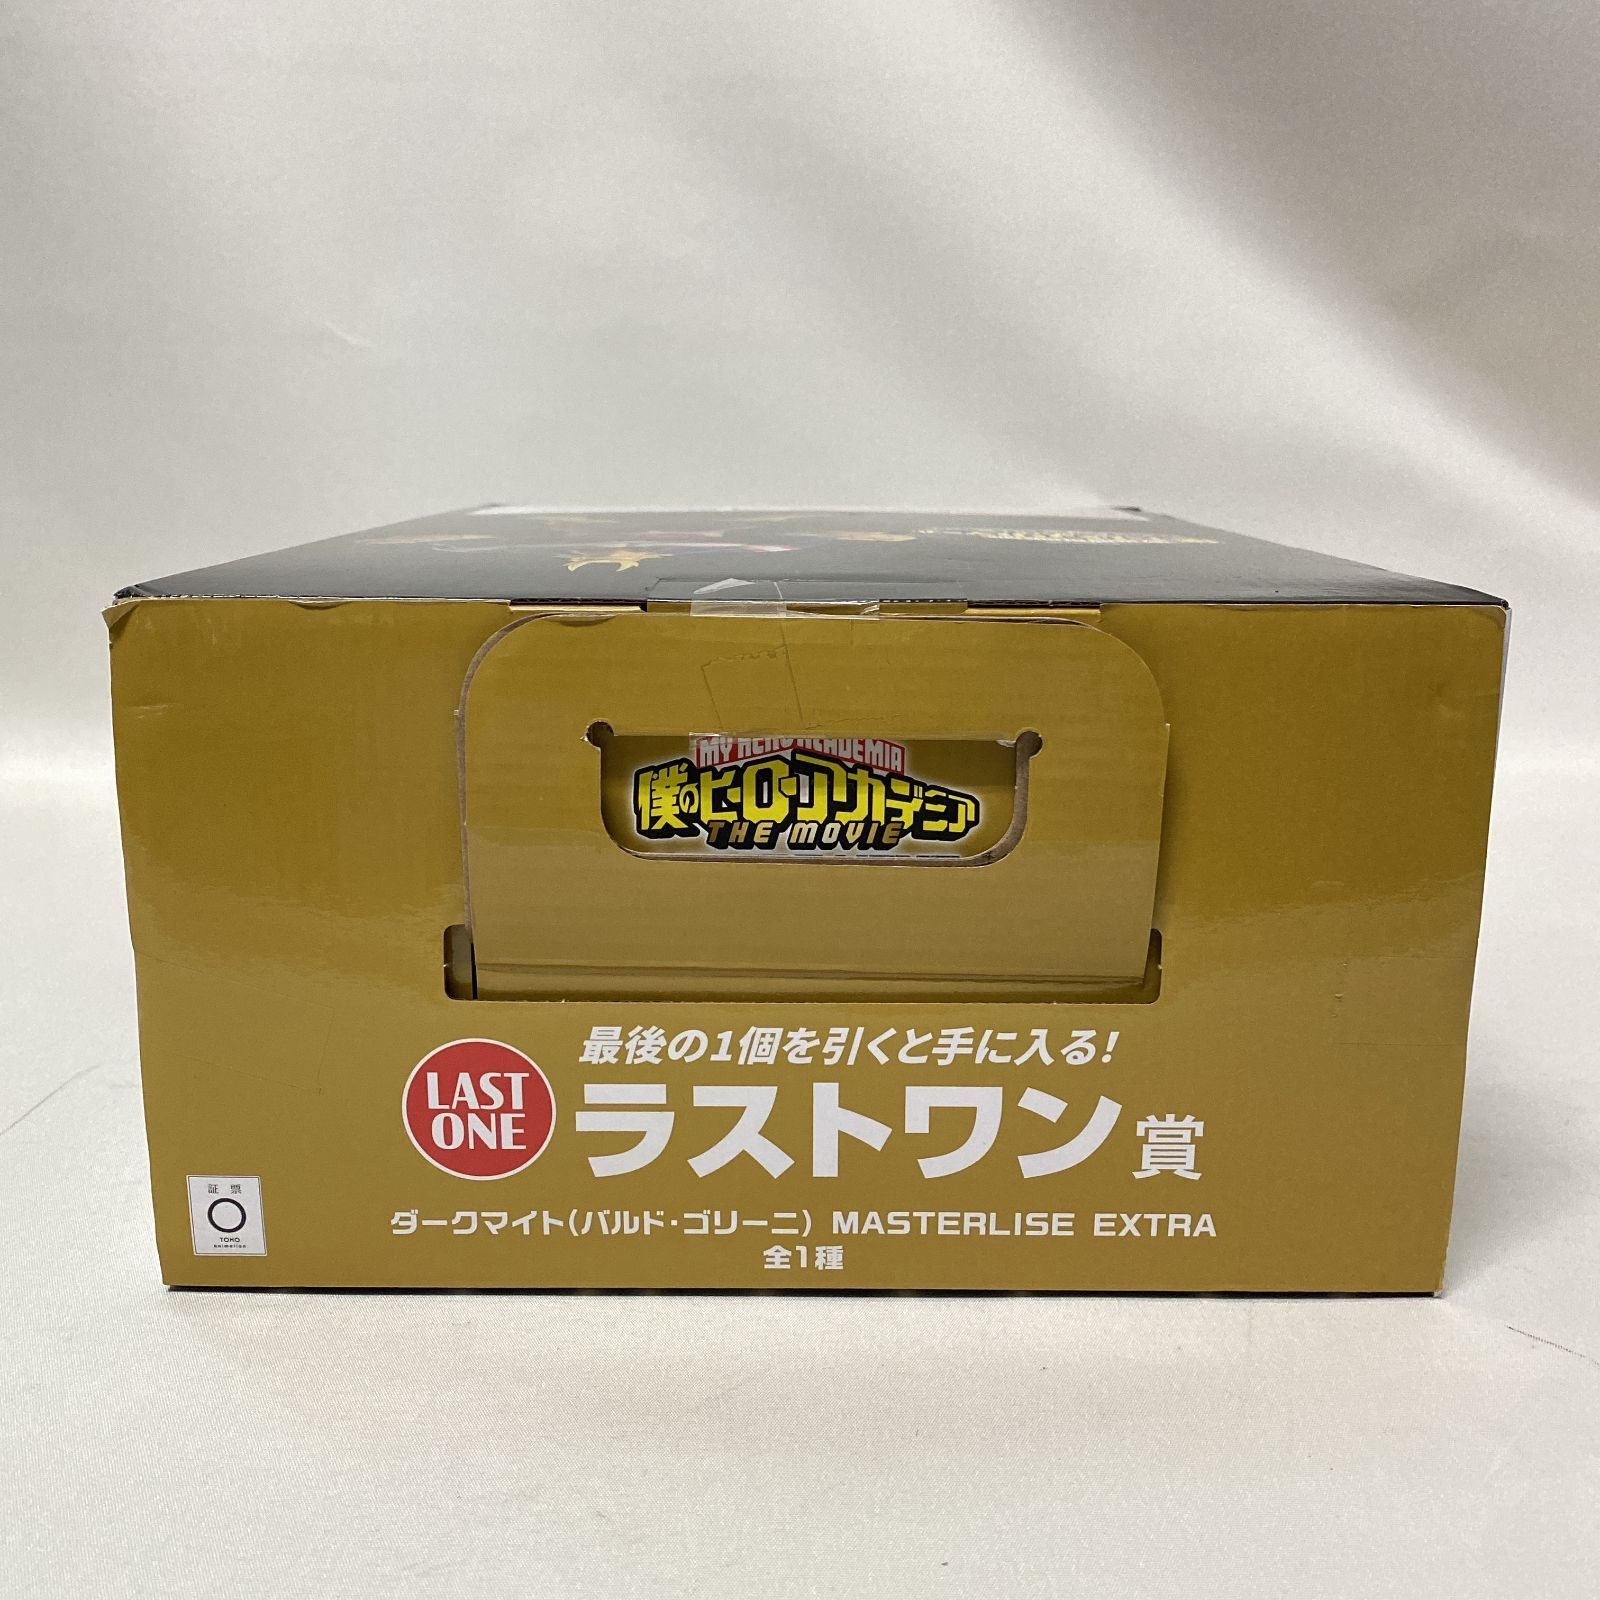 MY HERO ACADEMIA
僕のヒーローアカデミア
THE MOVIE
最後の1個を引くと手に入る!
LAST
ONE
ラストワン賞
証 票
TOHO
animation
ダークマイト(バルド・ゴリーニ) MASTERLISE EXTRA
全1種